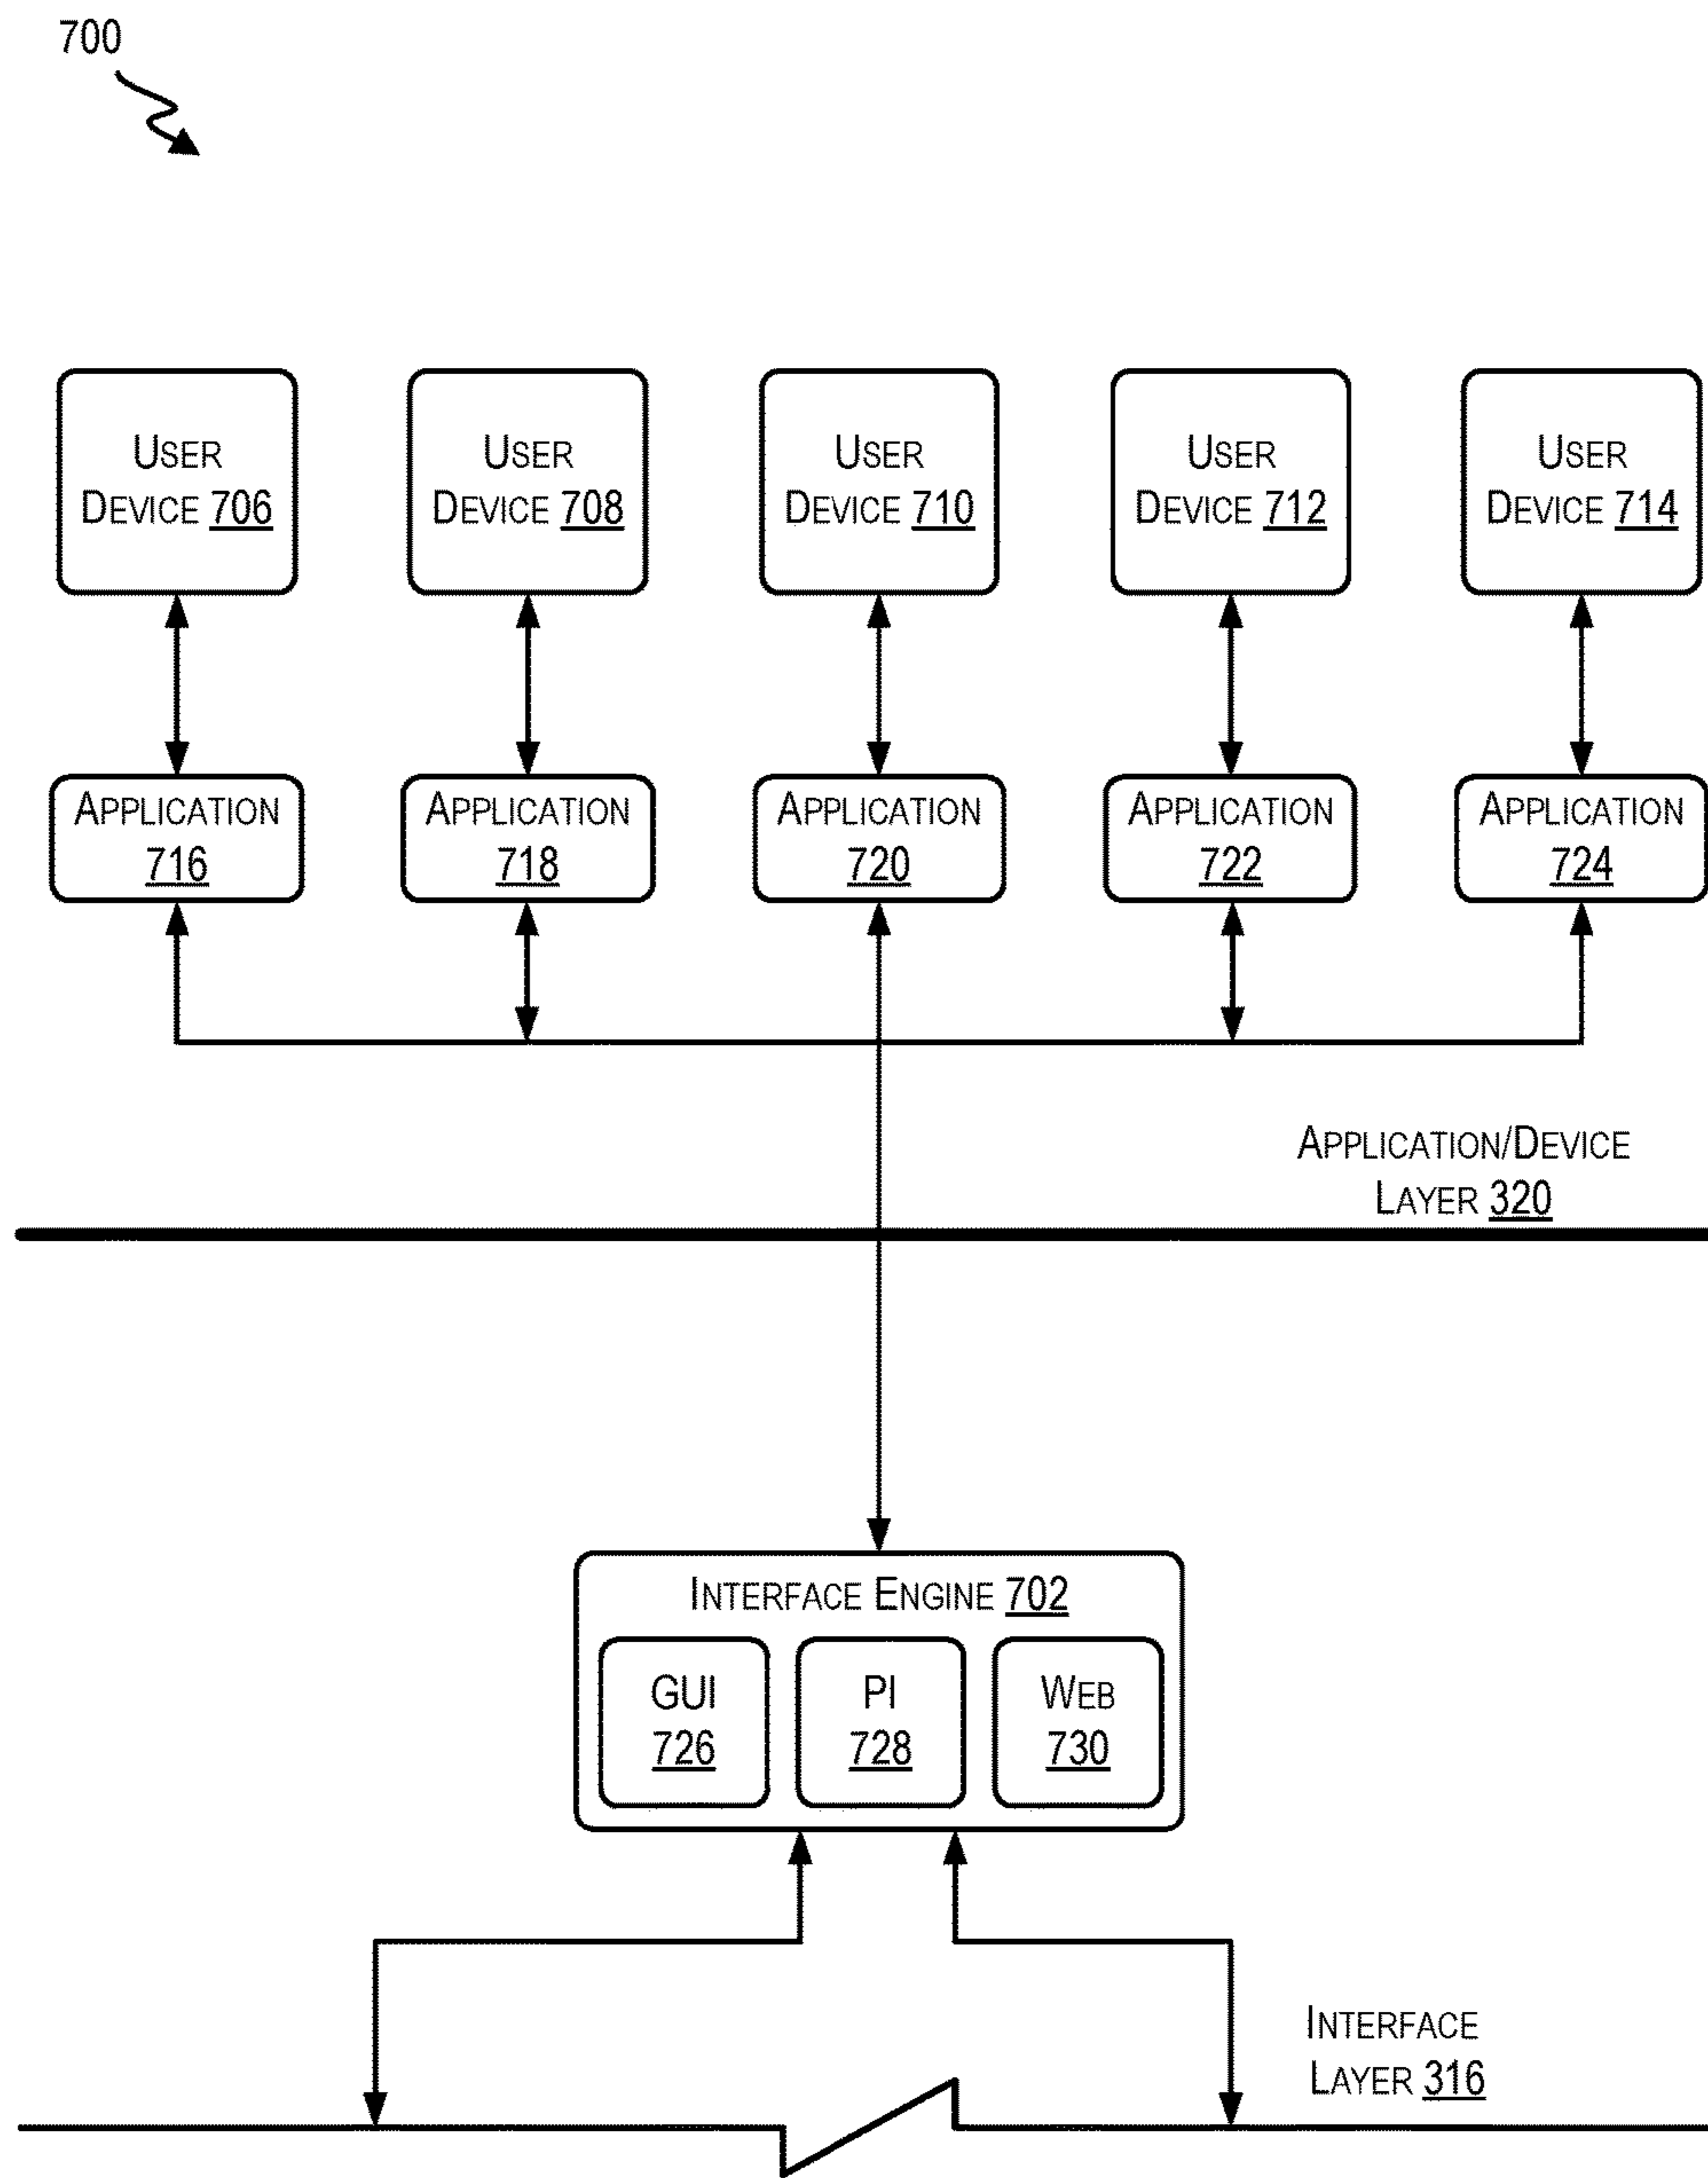 700
USER
DEVICE 706
USER
DEVICE 708
USER
DEVICE 710
USER
DEVICE 712
USER
DEVICE 714
APPLICATION
716
APPLICATION
718
APPLICATION
720
APPLICATION
722
APPLICATION
724
APPLICATION/DEVICE
LAYER 320
INTERFACE ENGINE 702
GUI
726
PI
728
WEB
730
INTERFACE
LAYER 316